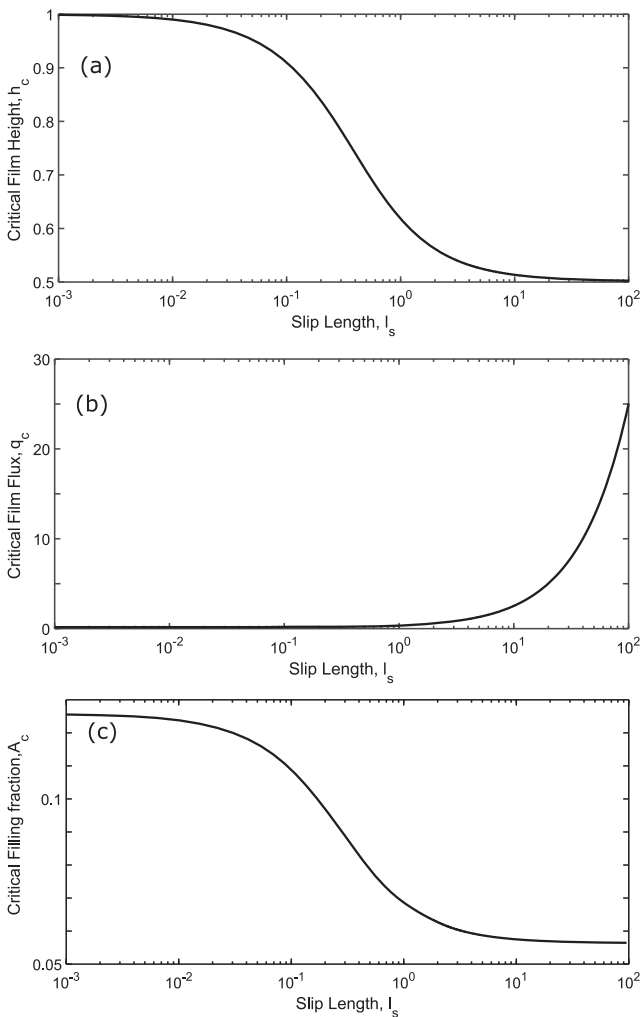 1
(a)
0.9
0.8
0.7
0.6
0.5
Critical Film Height, h_c
10^-3 10^-2 10^-1 10^0 10^1 10^2
Slip Length, l_s
30
(b)
20
10
0
Critical Film Flux, q_c
10^-3 10^-2 10^-1 10^0 10^1 10^2
Slip Length, l_s
(c)
0.1
0.05
Critical Filling fraction,A_c
10^-3 10^-2 10^-1 10^0 10^1 10^2
Slip Length, l_s